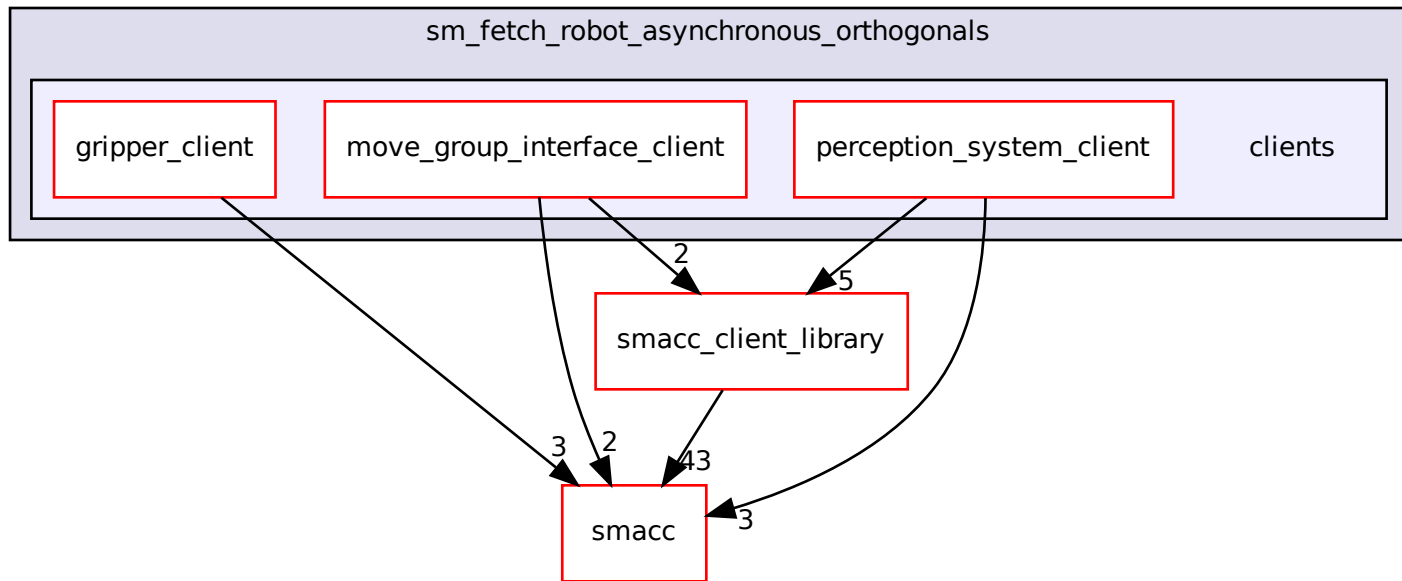 sm_fetch_robot_asynchronous_orthogonals
gripper_client
move_group_interface_client
perception_system_client
clients
2
5
smacc_client_library
3
2
43
3
smacc